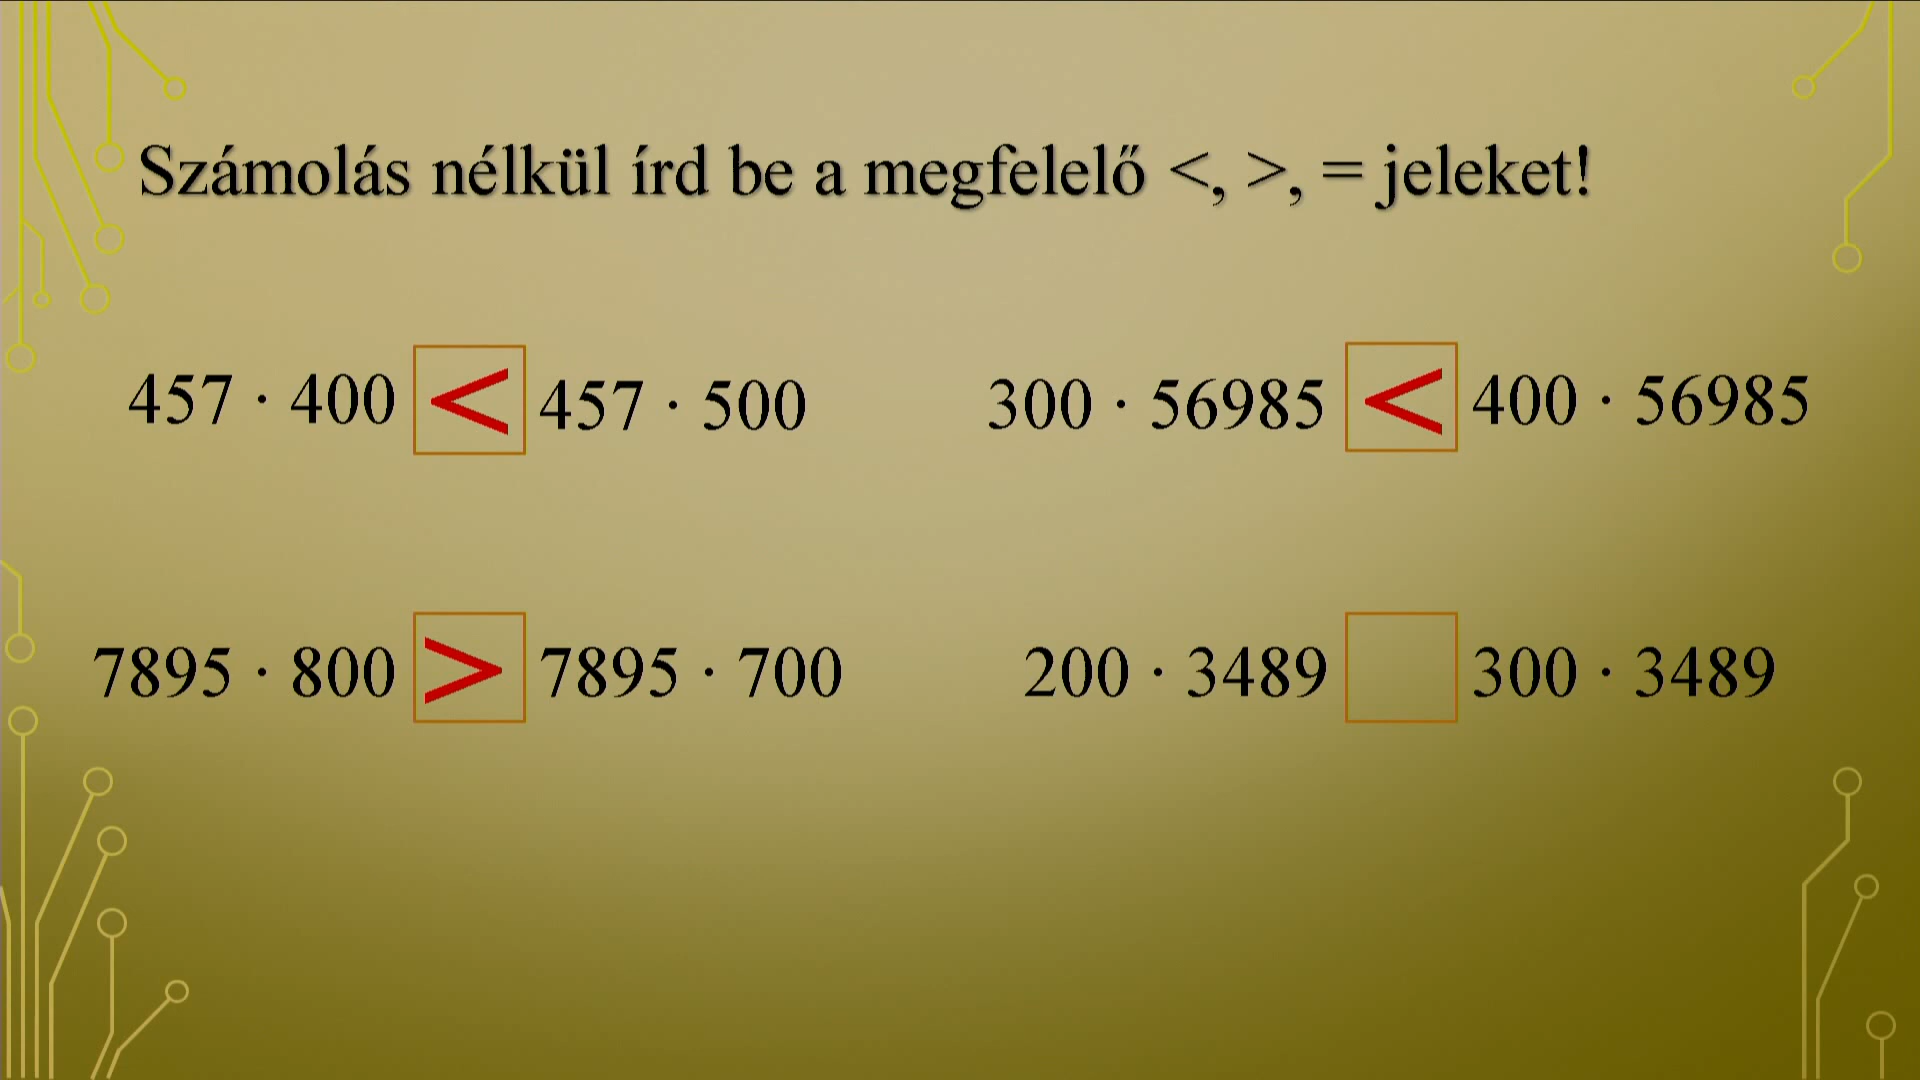 Számolás nélkül írd be a megfelelő <, >, = jeleket!
457 · 400 < 457 · 500
300 · 56985 < 400 · 56985
7895 · 800 > 7895 · 700
200 · 3489 300 · 3489